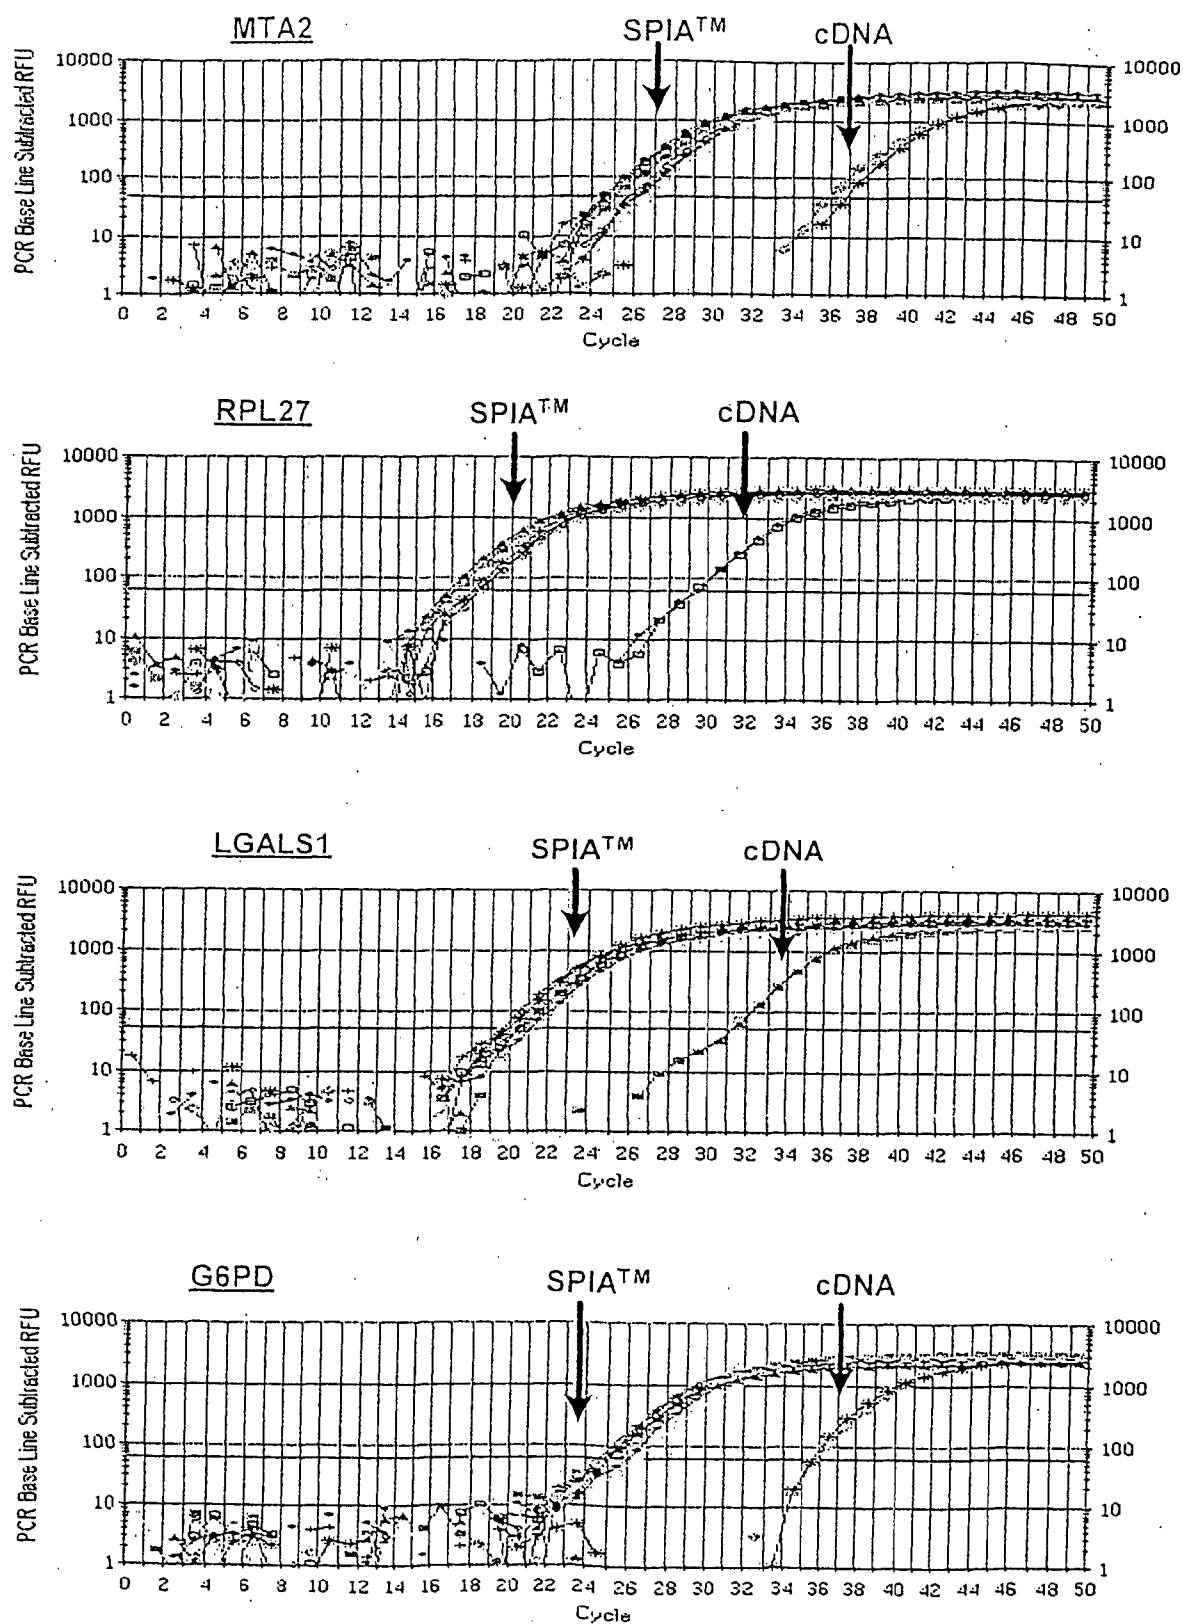 MTA2 SPIA™ cDNA
PCR Base Line Subtracted RFU
10000 10000
1000 1000
100 100
10 10
1 1
0 2 4 6 8 10 12 14 16 18 20 22 24 26 28 30 32 34 36 38 40 42 44 46 48 50
Cycle
RPL27 SPIA™ cDNA
PCR Base Line Subtracted RFU
10000 10000
1000 1000
100 100
10 10
1 1
0 2 4 6 8 10 12 14 16 18 20 22 24 26 28 30 32 34 36 38 40 42 44 46 48 50
Cycle
LGALS1 SPIA™ cDNA
PCR Base Line Subtracted RFU
10000 10000
1000 1000
100 100
10 10
1 1
0 2 4 6 8 10 12 14 16 18 20 22 24 26 28 30 32 34 36 38 40 42 44 46 48 50
Cycle
G6PD SPIA™ cDNA
PCR Base Line Subtracted RFU
10000 10000
1000 1000
100 100
10 10
1 1
0 2 4 6 8 10 12 14 16 18 20 22 24 26 28 30 32 34 36 38 40 42 44 46 48 50
Cycle